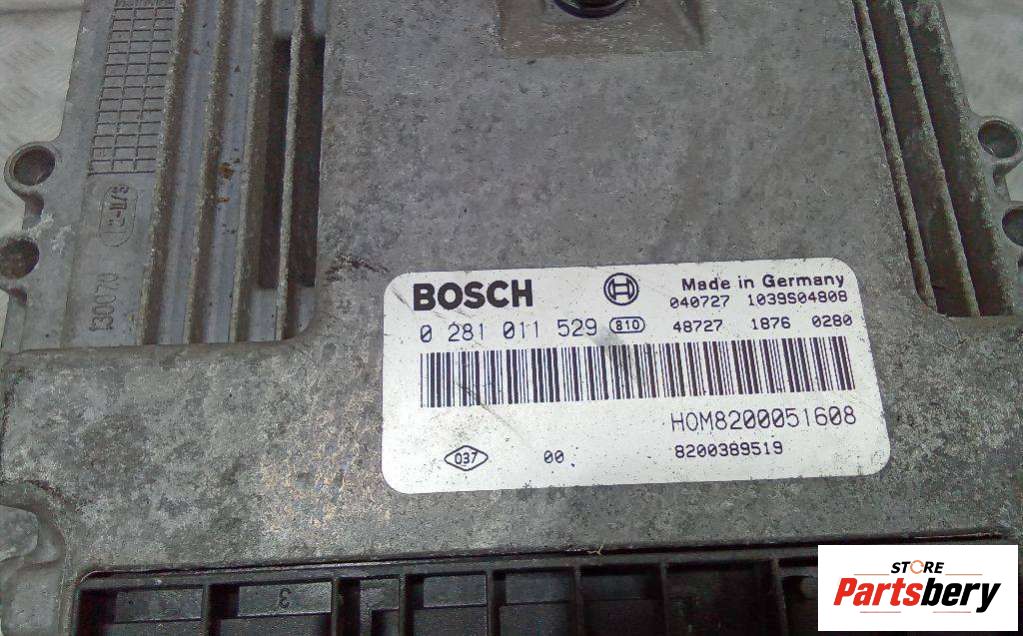 BOSCH
Made in Germany
040727 1039S04808
0 281 011 529 810
48727 1876 0280
HOM8200051608
037 00
8200389519
3
STORE
Partsbery